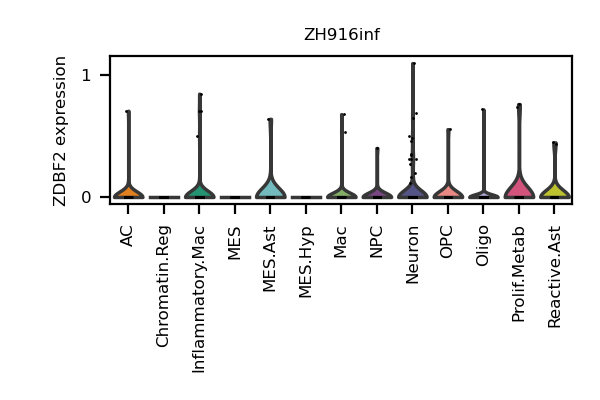 ZH916inf
ZDBF2 expression
1
0
AC
Chromatin.Reg
Inflammatory.Mac
MES
MES.Ast
MES.Hyp
Mac
NPC
Neuron
OPC
Oligo
Prolif.Metab
Reactive.Ast